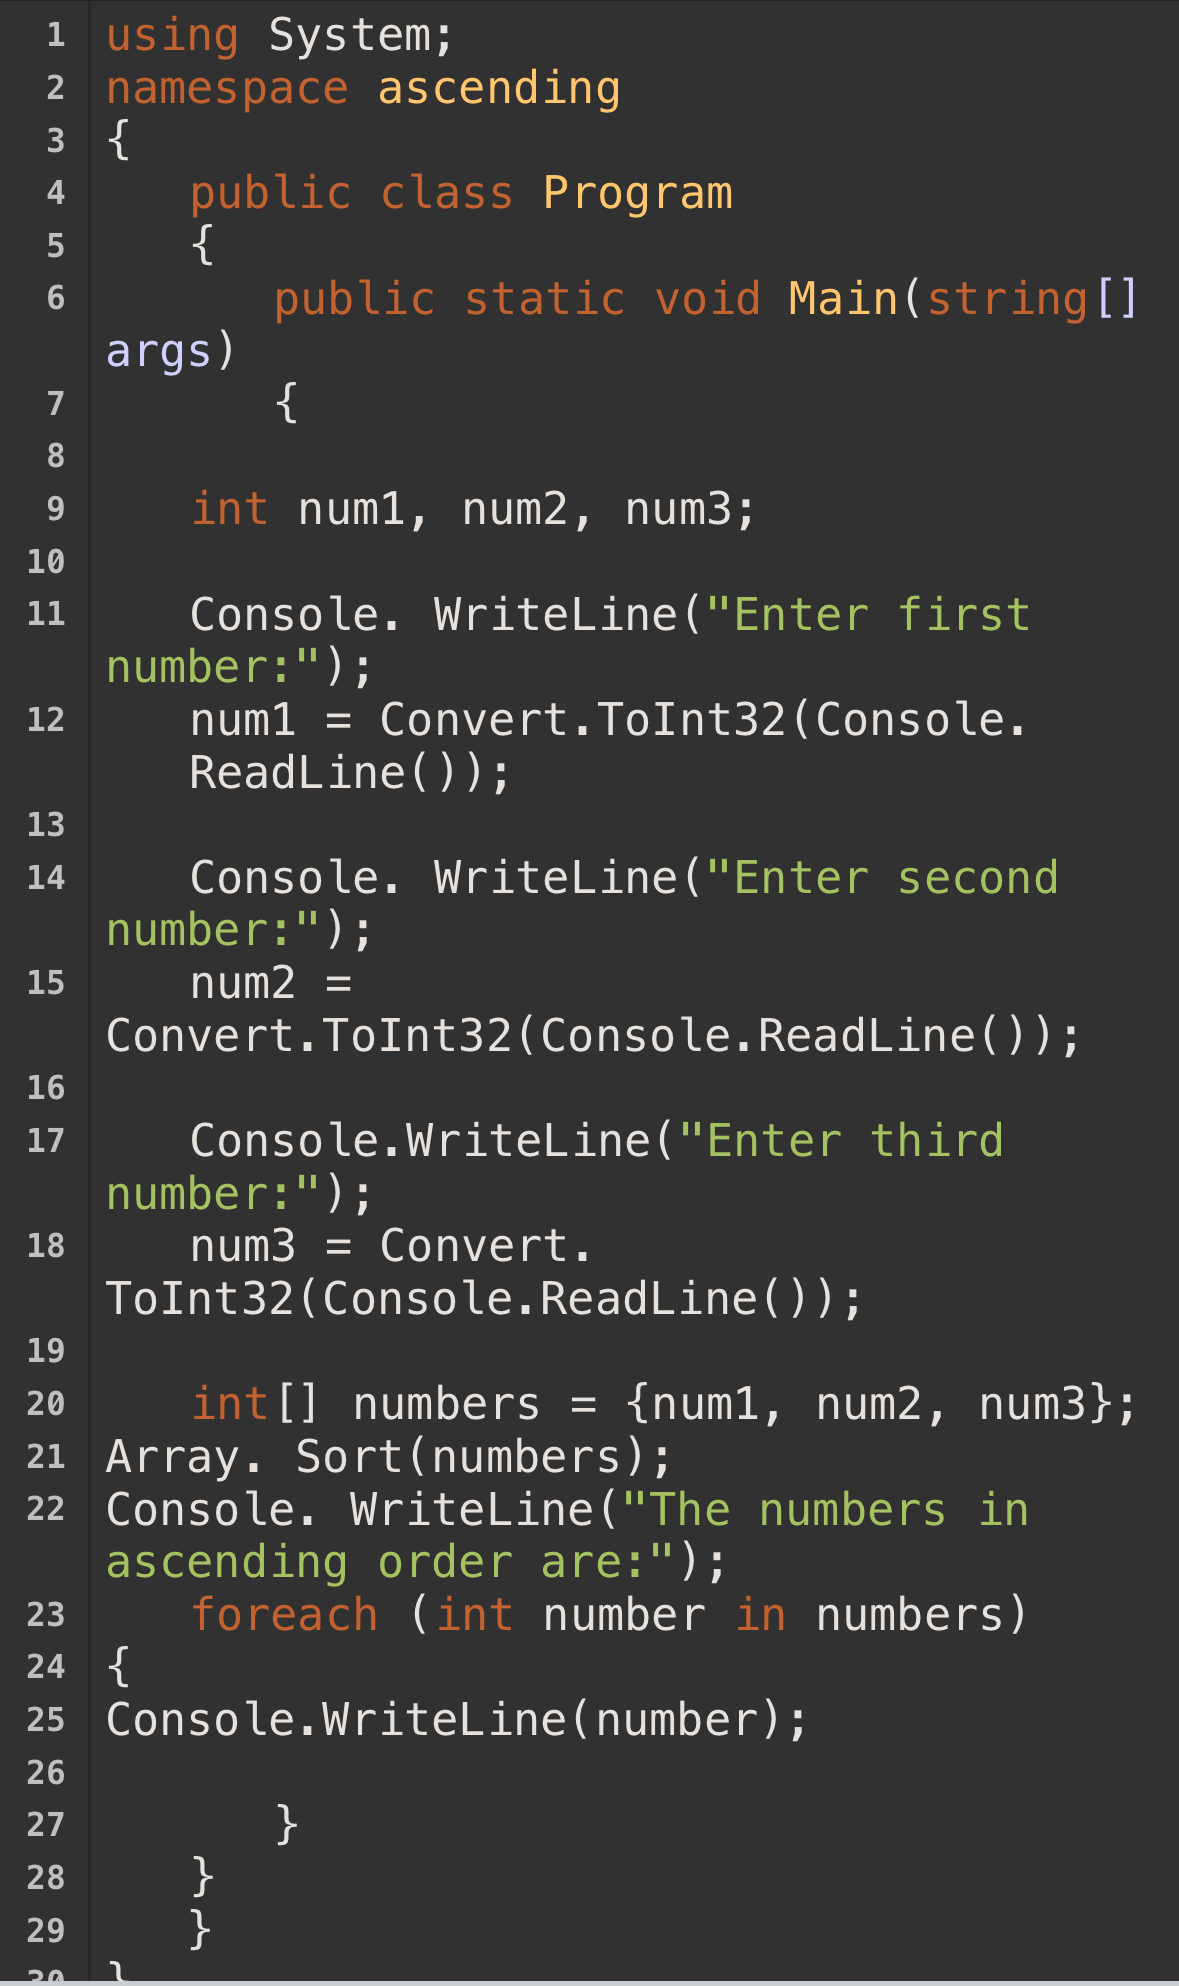 1 using System;
2 namespace ascending
3 {
4 public class Program
5 {
6 public static void Main(string[]
args)
7 {
8
9 int num1, num2, num3;
10
11 Console. WriteLine("Enter first
number:");
12 num1 = Convert.ToInt32(Console.
ReadLine());
13
14 Console. WriteLine("Enter second
number:");
15 num2 =
Convert.ToInt32(Console.ReadLine());
16
17 Console.WriteLine("Enter third
number:");
18 num3 = Convert.
ToInt32(Console.ReadLine());
19
20 int[] numbers = {num1, num2, num3};
21 Array. Sort(numbers);
22 Console. WriteLine("The numbers in
ascending order are:");
23 foreach (int number in numbers)
24 {
25 Console.WriteLine(number);
26
27 }
28 }
29 }
30 }